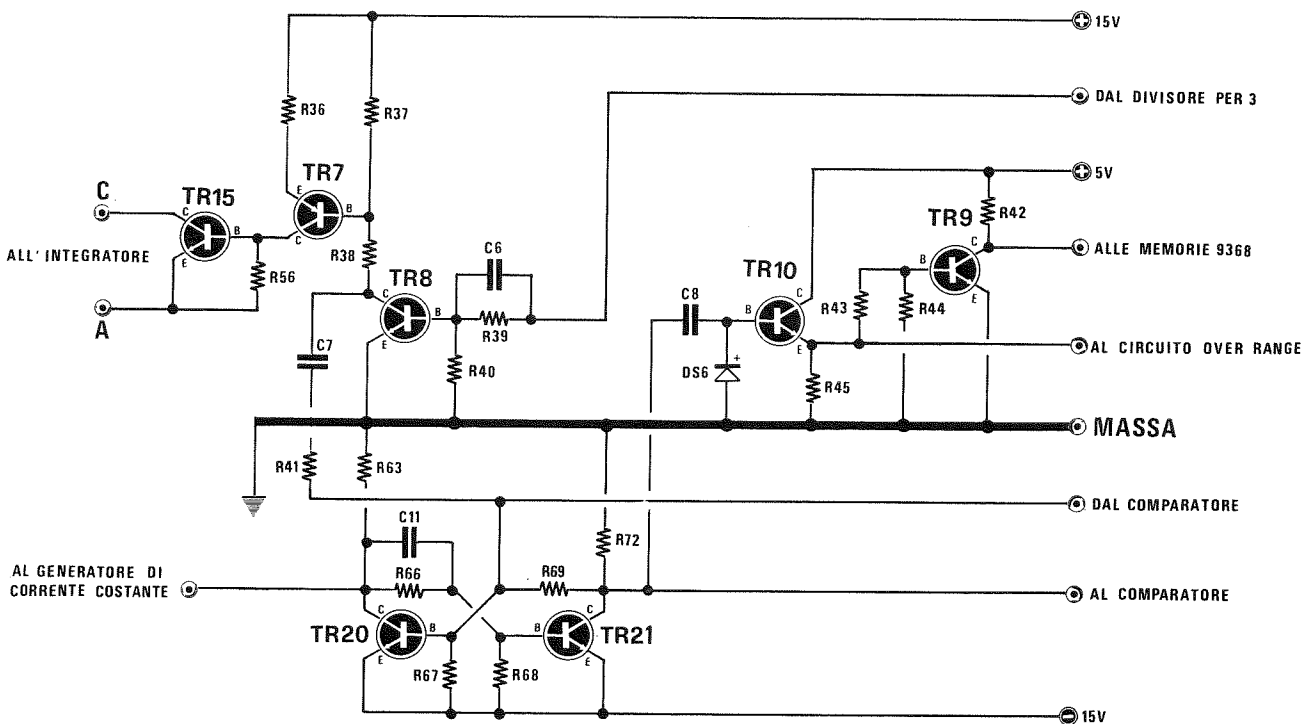 15V
R36
R37
DAL DIVISORE PER 3
TR7
E
B
C
5V
C
TR15
C
B
E
ALL'INTEGRATORE
R56
A
R38
TR8
C
B
E
C6
R39
R40
C7
TR9
R42
B
C
E
ALLE MEMORIE 9368
TR10
C
B
E
C8
R43
R44
AL CIRCUITO OVER RANGE
DS6
+
R45
MASSA
R41
R63
DAL COMPARATORE
C11
R72
AL GENERATORE DI
CORRENTE COSTANTE
R66
R69
AL COMPARATORE
C
TR20
B
E
C
B
TR21
E
R67
R68
15V